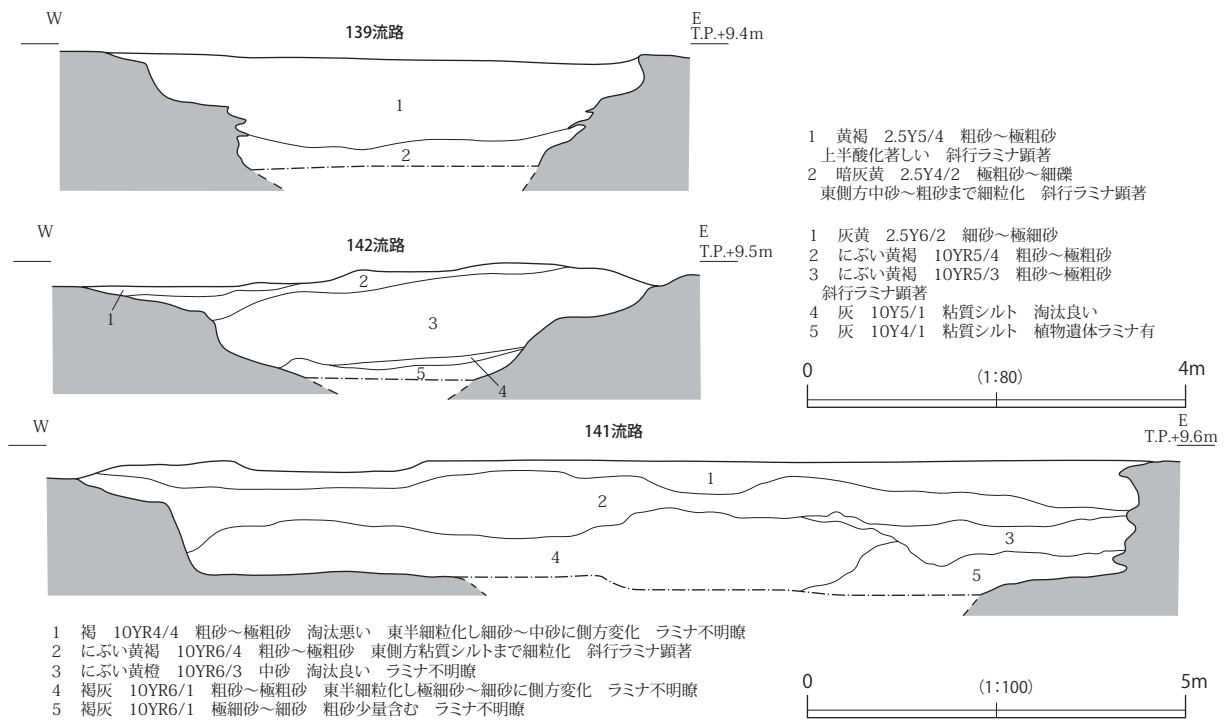 W
139流路
E
T.P.+9.4m
1
2
1 黄褐 2.5Y5/4 粗砂～極粗砂
上半酸化著しい 斜行ラミナ顕著
2 暗灰黄 2.5Y4/2 極粗砂～細礫
東側方中砂～粗砂まで細粒化 斜行ラミナ顕著
W
142流路
E
T.P.+9.5m
1
2
3
4
5
1 灰黄 2.5Y6/2 細砂～極細砂
2 にぶい黄褐 10YR5/4 粗砂～極粗砂
3 にぶい黄褐 10YR5/3 粗砂～極粗砂
斜行ラミナ顕著
4 灰 10Y5/1 粘質シルト 淘汰良い
5 灰 10Y4/1 粘質シルト 植物遺体ラミナ有
0 (1:80) 4m
W
141流路
E
T.P.+9.6m
1
2
3
4
5
1 褐 10YR4/4 粗砂～極粗砂 淘汰悪い 東半細粒化し細砂～中砂に側方変化 ラミナ不明瞭
2 にぶい黄褐 10YR6/4 粗砂～極粗砂 東側方粘質シルトまで細粒化 斜行ラミナ顕著
3 にぶい黄橙 10YR6/3 中砂 淘汰良い ラミナ不明瞭
4 褐灰 10YR6/1 粗砂～極粗砂 東半細粒化し極細砂～細砂に側方変化 ラミナ不明瞭
5 褐灰 10YR6/1 極細砂～細砂 粗砂少量含む ラミナ不明瞭
0 (1:100) 5m